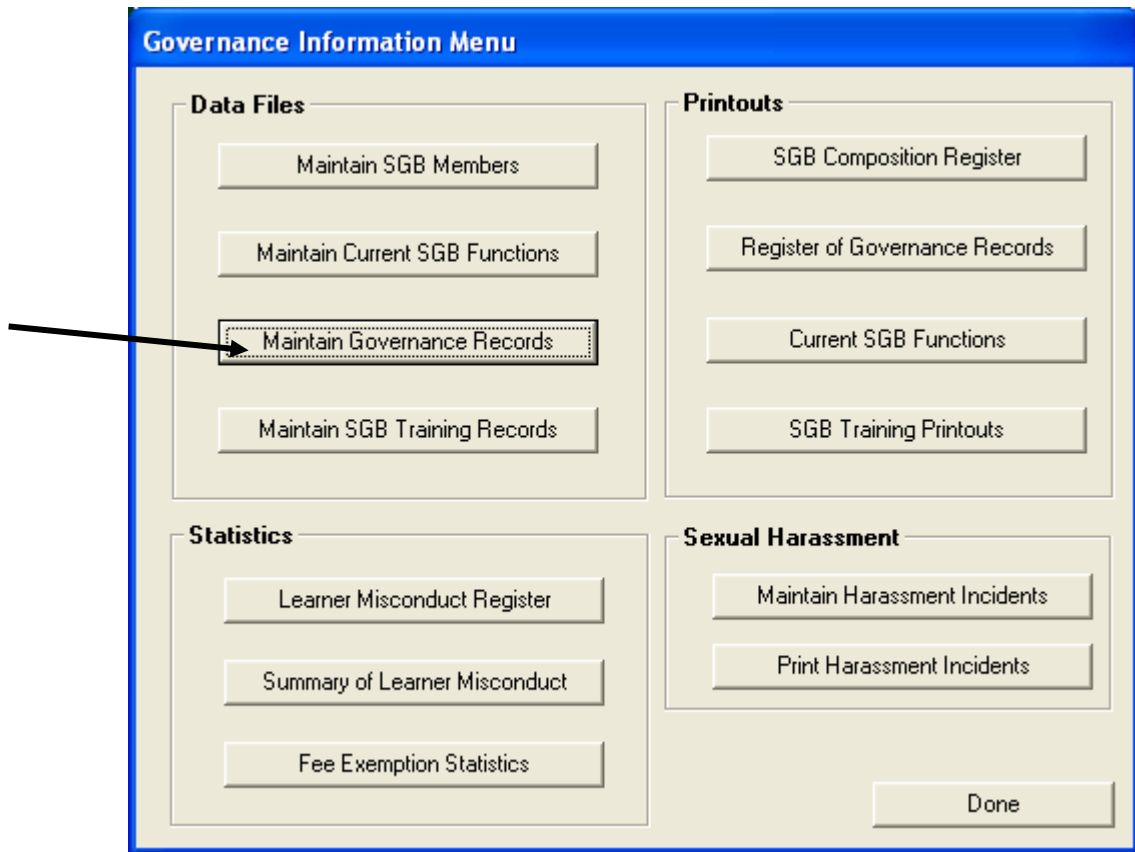 Governance Information Menu
Data Files
Maintain SGB Members
Maintain Current SGB Functions
Maintain Governance Records
Maintain SGB Training Records
Printouts
SGB Composition Register
Register of Governance Records
Current SGB Functions
SGB Training Printouts
Statistics
Learner Misconduct Register
Summary of Learner Misconduct
Fee Exemption Statistics
Sexual Harassment
Maintain Harassment Incidents
Print Harassment Incidents
Done